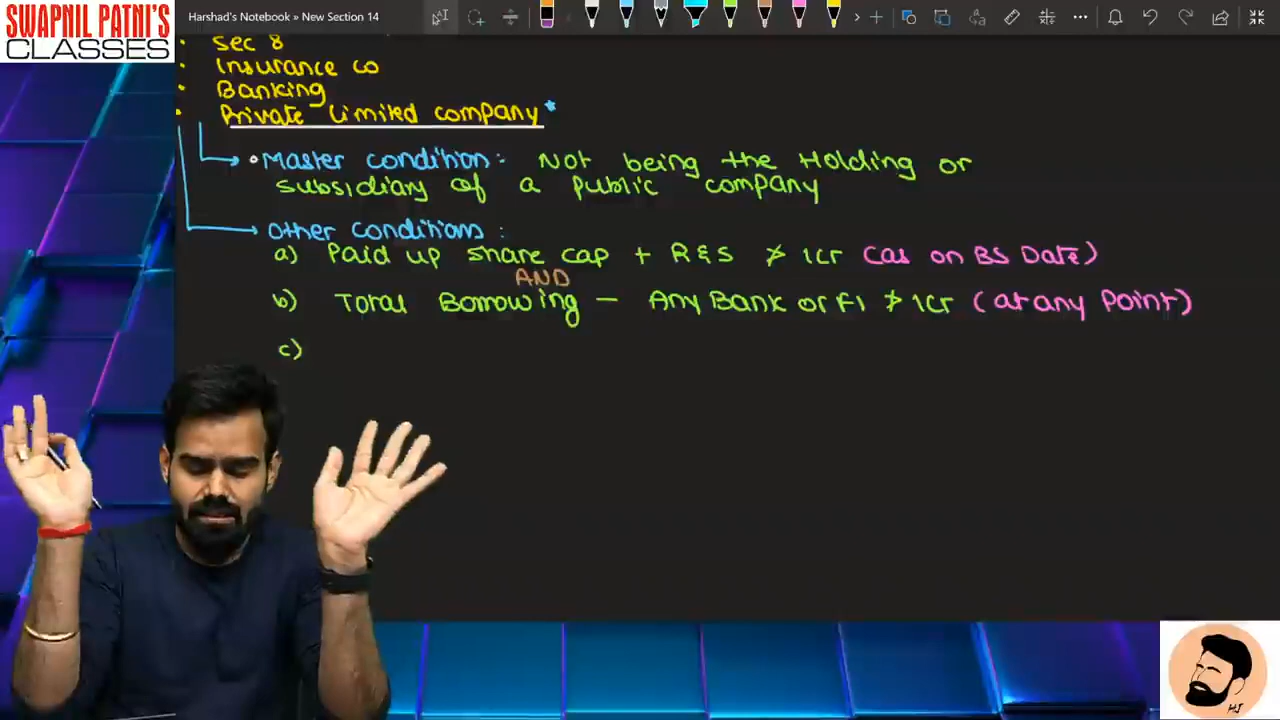 SWAPNIL PATNI'S
CLASSES
Harshad's Notebook » New Section 14
Sec 8
Insurance co
Banking
Private Limited company*
Master condition: Not being the Holding or
subsidiary of a public company
Other conditions:
a) Paid up share cap + R&S ≯ 1cr (as on BS Date)
AND
b) Total Borrowing – Any Bank or FI ≯ 1cr (at any Point)
c)
HJ